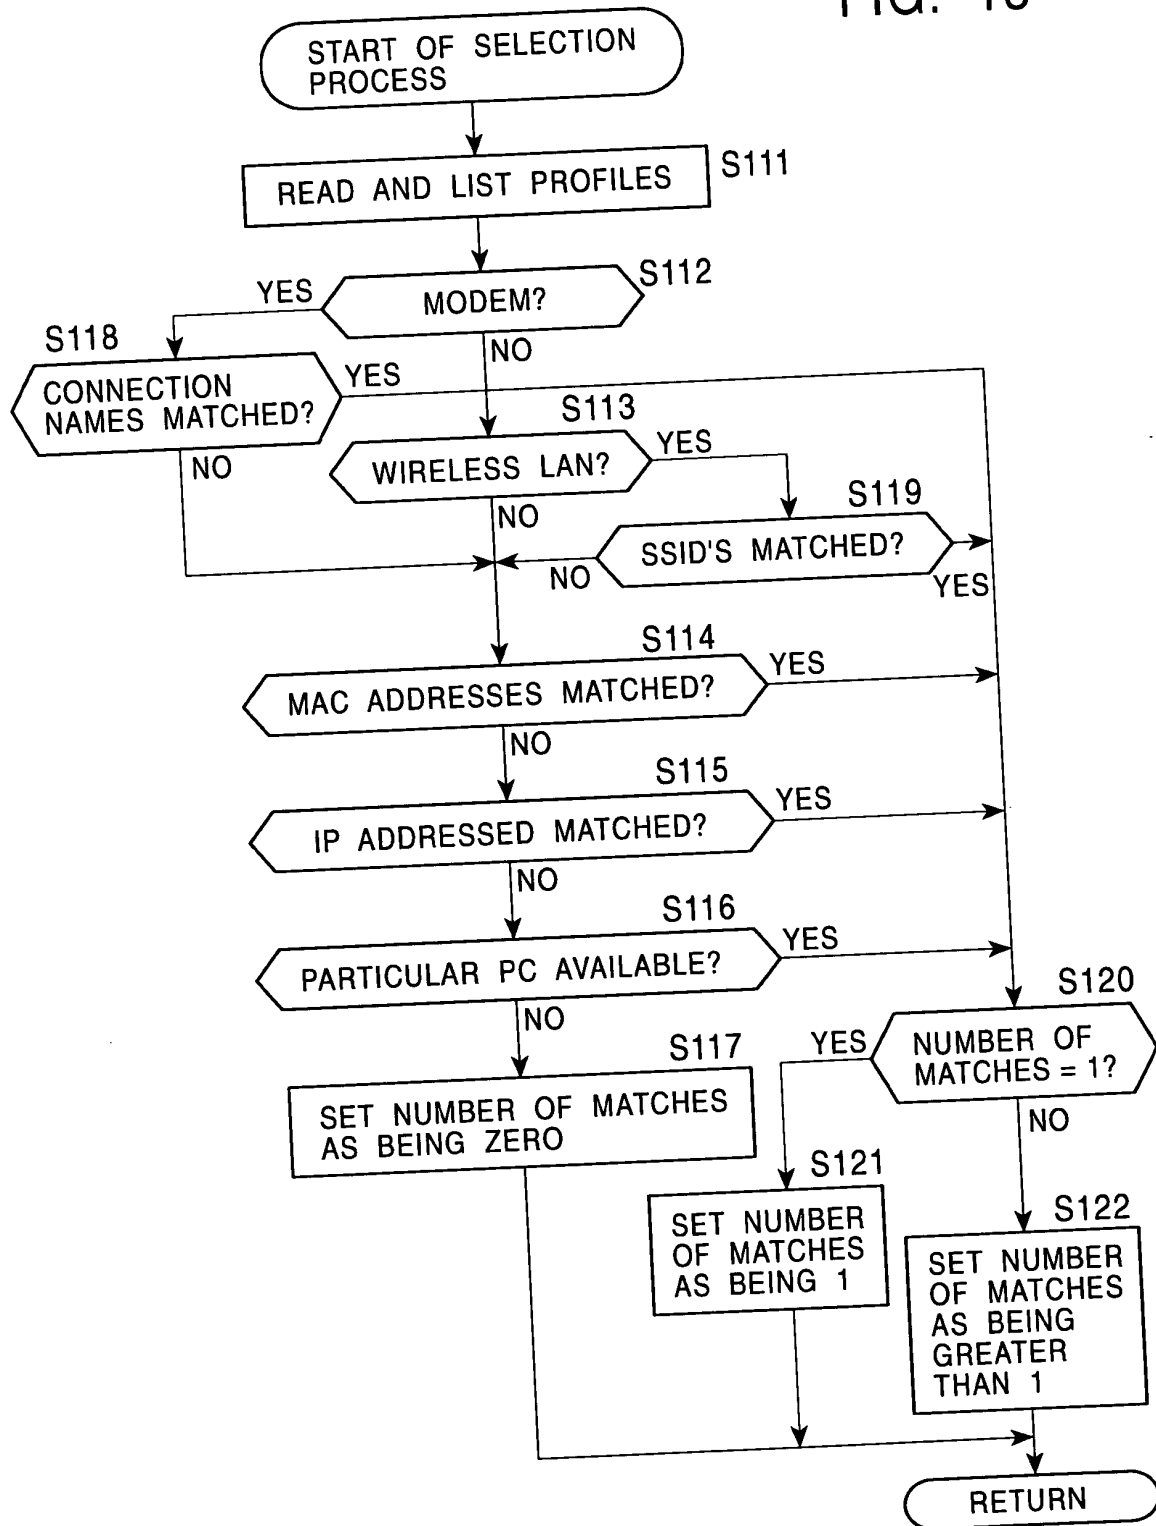 FIG.
START OF SELECTION
PROCESS
READ AND LIST PROFILES
S111
S112
YES
MODEM?
S118
NO
CONNECTION
NAMES MATCHED?
YES
S113
NO
WIRELESS LAN?
YES
S119
NO
SSID'S MATCHED?
NO
YES
S114
MAC ADDRESSES MATCHED?
YES
NO
S115
IP ADDRESSED MATCHED?
YES
NO
S116
PARTICULAR PC AVAILABLE?
YES
NO
S120
NUMBER OF
MATCHES = 1?
YES
NO
S117
SET NUMBER OF MATCHES
AS BEING ZERO
S121
SET NUMBER
OF MATCHES
AS BEING 1
S122
SET NUMBER
OF MATCHES
AS BEING
GREATER
THAN 1
RETURN